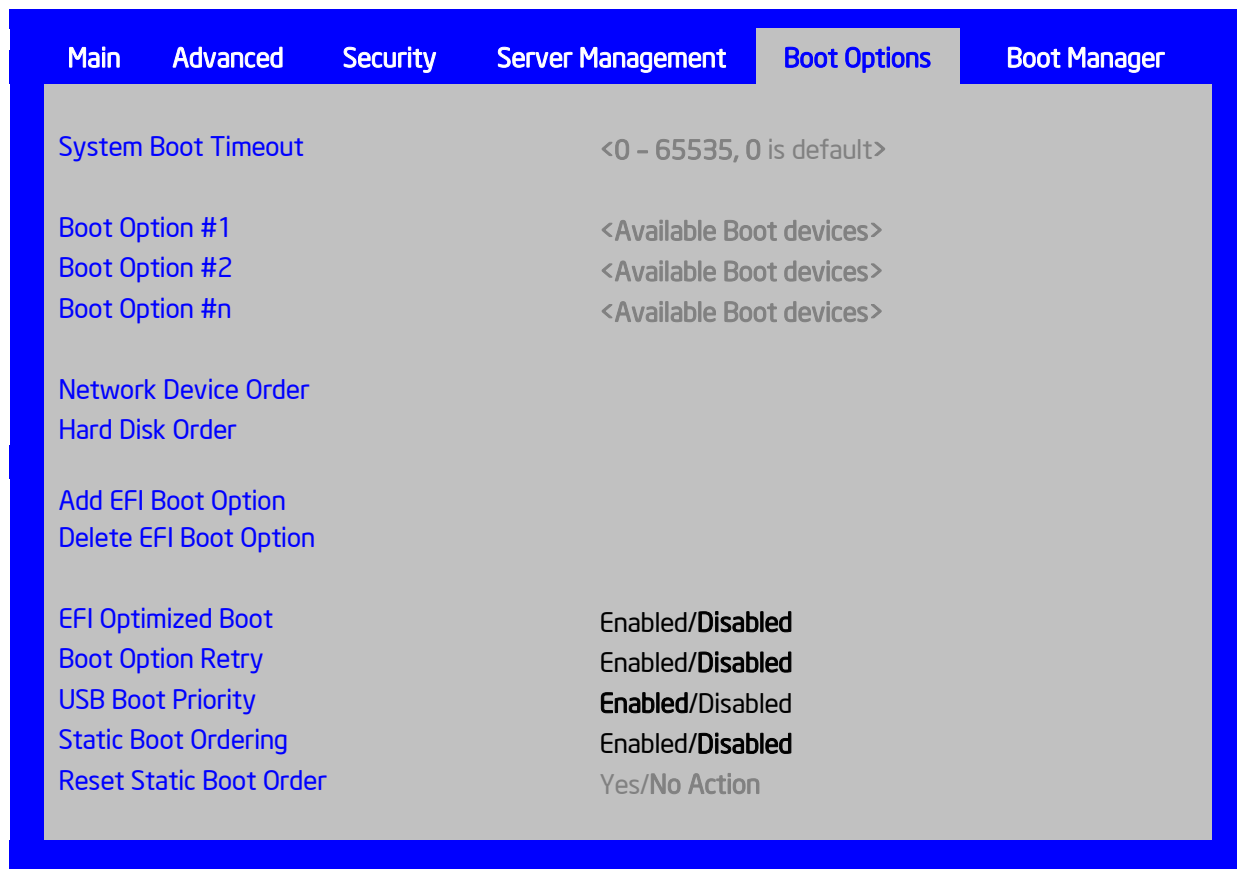 Main Advanced Security Server Management Boot Options Boot Manager
System Boot Timeout <0 – 65535, 0 is default>
Boot Option #1 <Available Boot devices>
Boot Option #2 <Available Boot devices>
Boot Option #n <Available Boot devices>
Network Device Order
Hard Disk Order
Add EFI Boot Option
Delete EFI Boot Option
EFI Optimized Boot Enabled/Disabled
Boot Option Retry Enabled/Disabled
USB Boot Priority Enabled/Disabled
Static Boot Ordering Enabled/Disabled
Reset Static Boot Order Yes/No Action